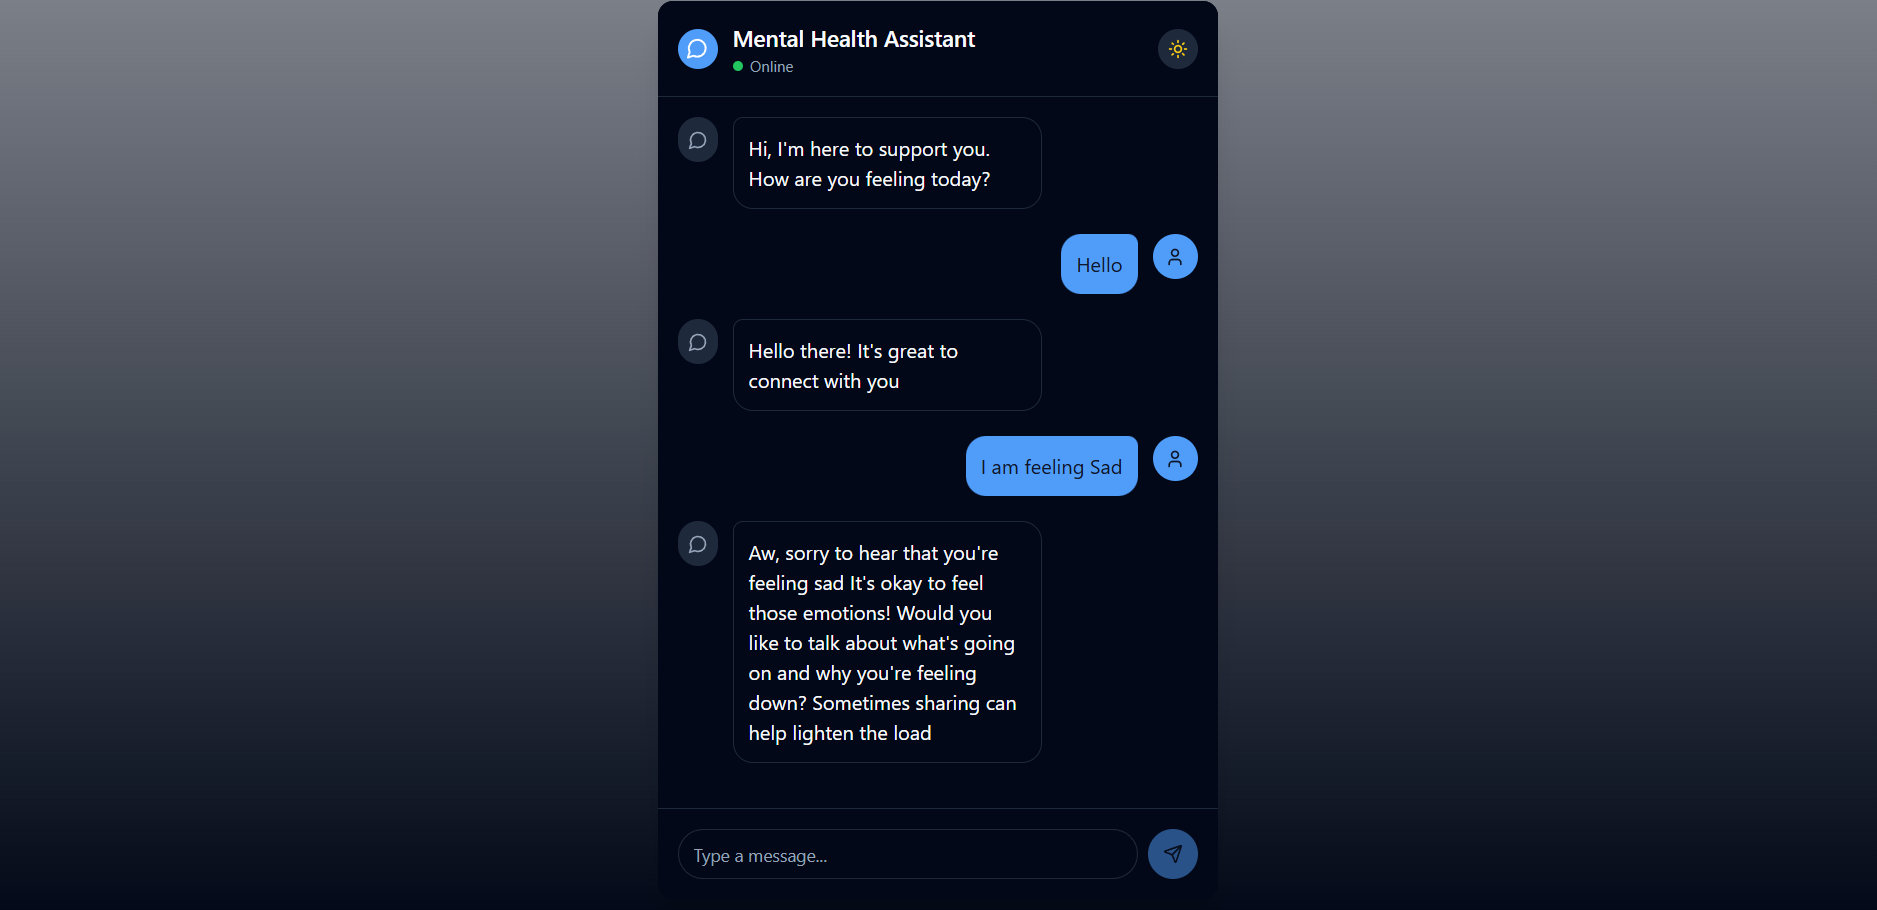 Mental Health Assistant
Online
Hi, I'm here to support you.
How are you feeling today?
Hello
Hello there! It's great to
connect with you
I am feeling Sad
Aw, sorry to hear that you're
feeling sad It's okay to feel
those emotions! Would you
like to talk about what's going
on and why you're feeling
down? Sometimes sharing can
help lighten the load
Type a message...